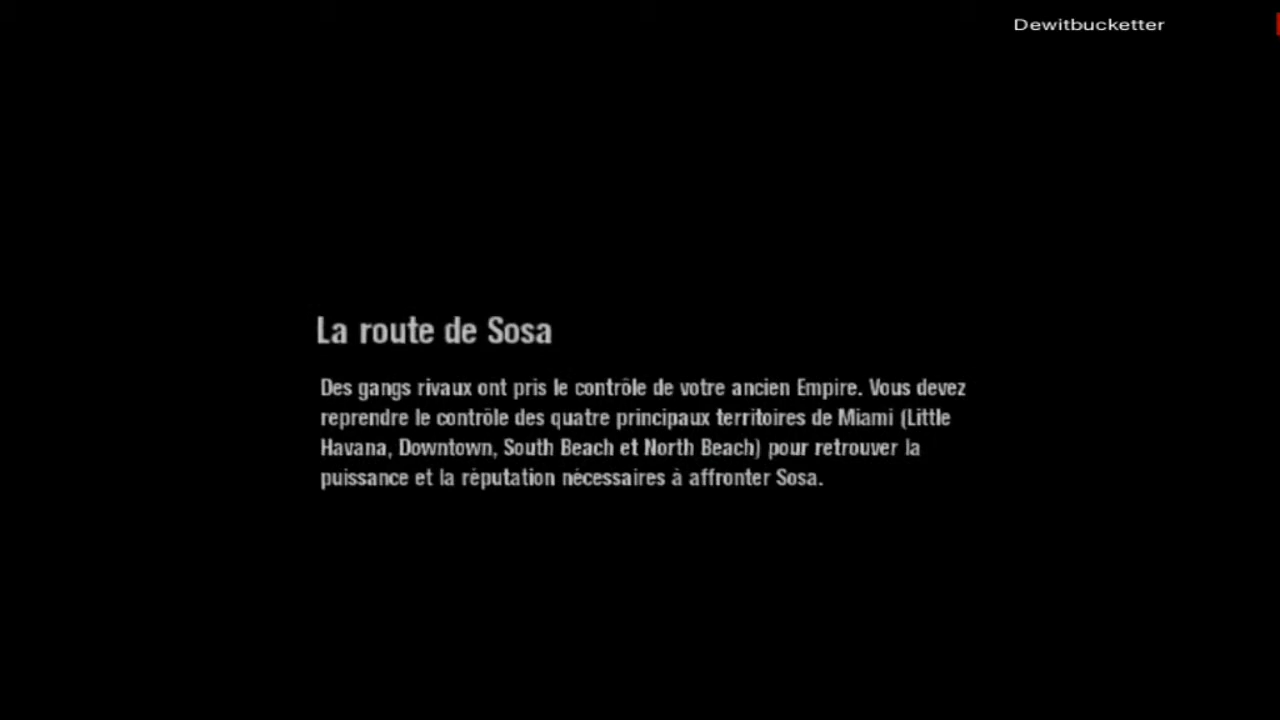 Dewitbucketter
La route de Sosa
Des gangs rivaux ont pris le contrôle de votre ancien Empire. Vous devez
reprendre le contrôle des quatre principaux territoires de Miami (Little
Havana, Downtown, South Beach et North Beach) pour retrouver la
puissance et la réputation nécessaires à affronter Sosa.